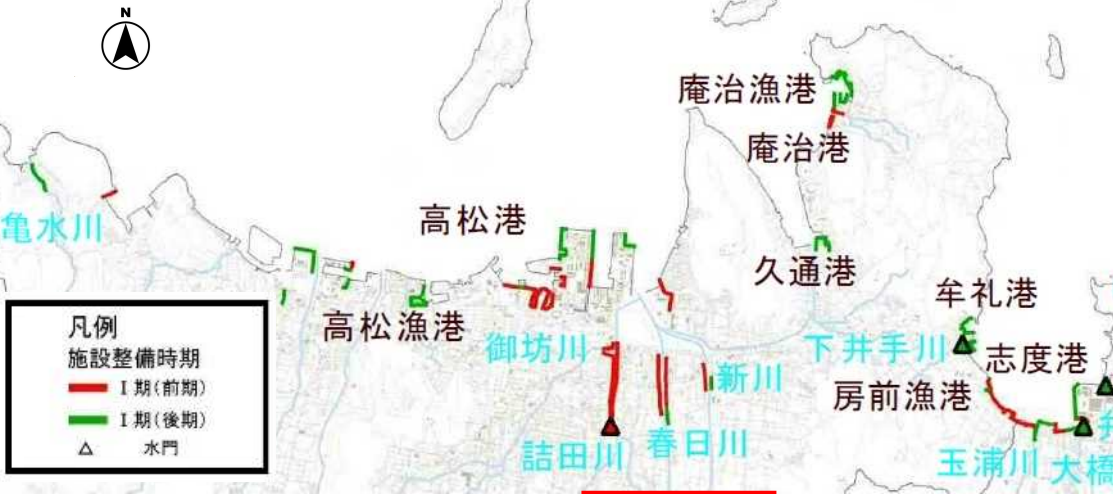 N
庵治漁港
庵治港
亀水川
高松港
久通港
牟礼港
高松漁港
御坊川
下井手川
志度港
新川
房前漁港
春日川
詰田川
玉浦川
大橋
凡例
施設整備時期
Ⅰ期(前期)
Ⅰ期(後期)
水門